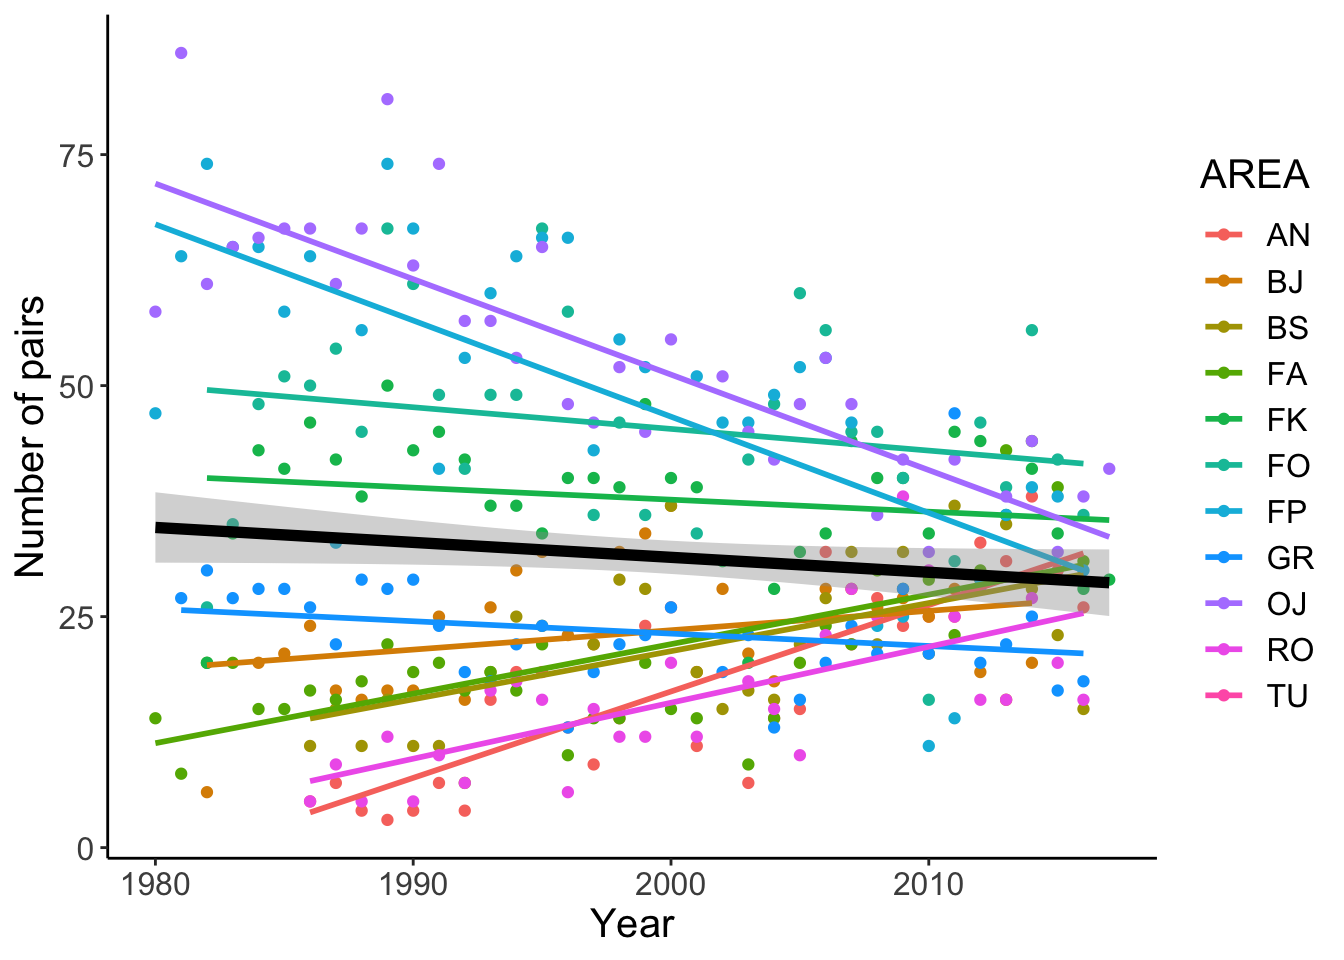 Number of pairs
75
50
25
0
1980 1990 2000 2010
Year
AREA
AN
BJ
BS
FA
FK
FO
FP
GR
OJ
RO
TU